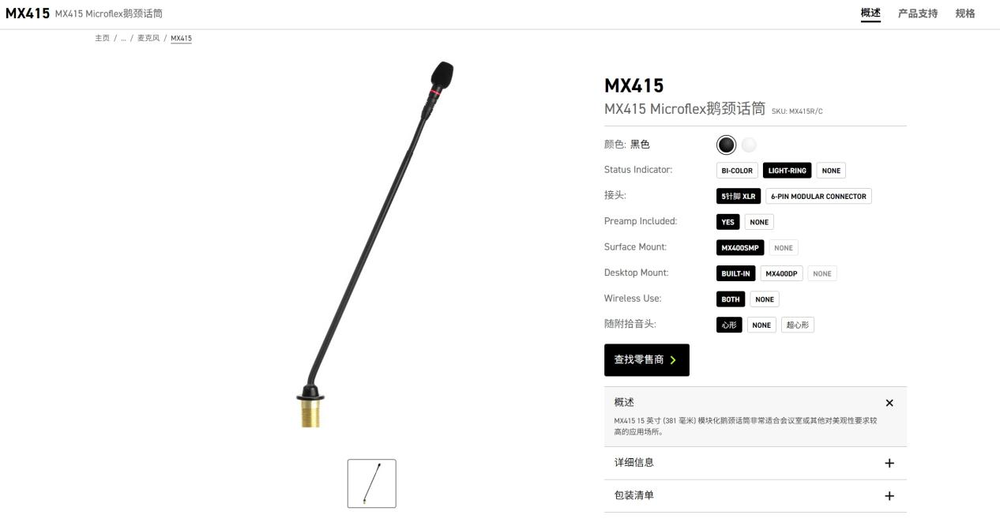 MX415 MX415 Microflex鹅颈话筒
概述 产品支持 规格
主页 / ... / 麦克风 / MX415
MX415
MX415 Microflex鹅颈话筒 SKU: MX415R/C
颜色: 黑色
Status Indicator: BI-COLOR LIGHT-RING NONE
接头: 5针脚 XLR 6-PIN MODULAR CONNECTOR
Preamp Included: YES NONE
Surface Mount: MX400SMP NONE
Desktop Mount: BUILT-IN MX400DP NONE
Wireless Use: BOTH NONE
随附拾音头: 心形 NONE 超心形
查找零售商
概述
MX415 15 英寸 (381 毫米) 模块化鹅颈话筒非常适合会议室或其他对美观性要求较
高的应用场所。
详细信息
包装清单